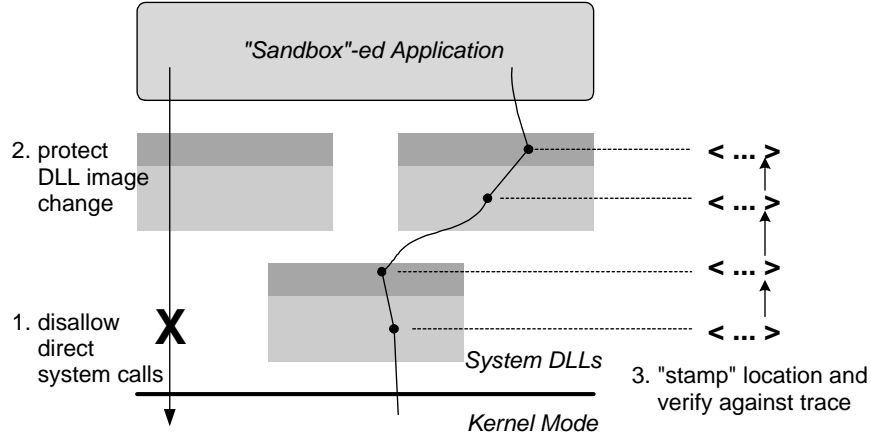 "Sandbox"-ed Application
2. protect
DLL image
change
< ... >
< ... >
< ... >
1. disallow
direct
system calls
X
< ... >
System DLLs
3. "stamp" location and
verify against trace
Kernel Mode